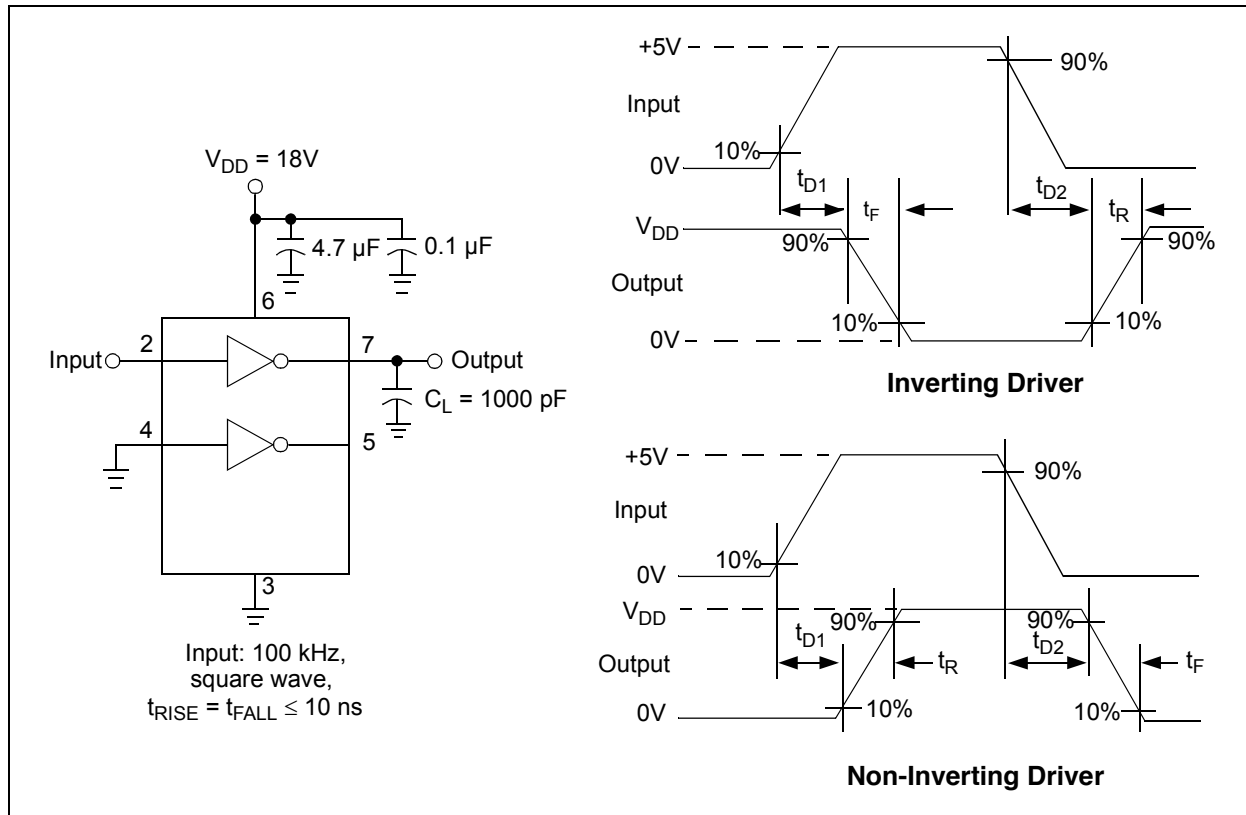 V_DD = 18V
4.7 µF
0.1 µF
6
Input
2
7
Output
C_L = 1000 pF
4
5
3
Input: 100 kHz,
square wave,
t_RISE = t_FALL ≤ 10 ns
+5V
90%
Input
10%
0V
t_D1
t_D2
t_F
t_R
V_DD
90%
90%
Output
10%
10%
0V
Inverting Driver
+5V
90%
Input
10%
0V
V_DD
90%
90%
t_D1
t_D2
Output
t_R
t_F
0V
10%
10%
Non-Inverting Driver